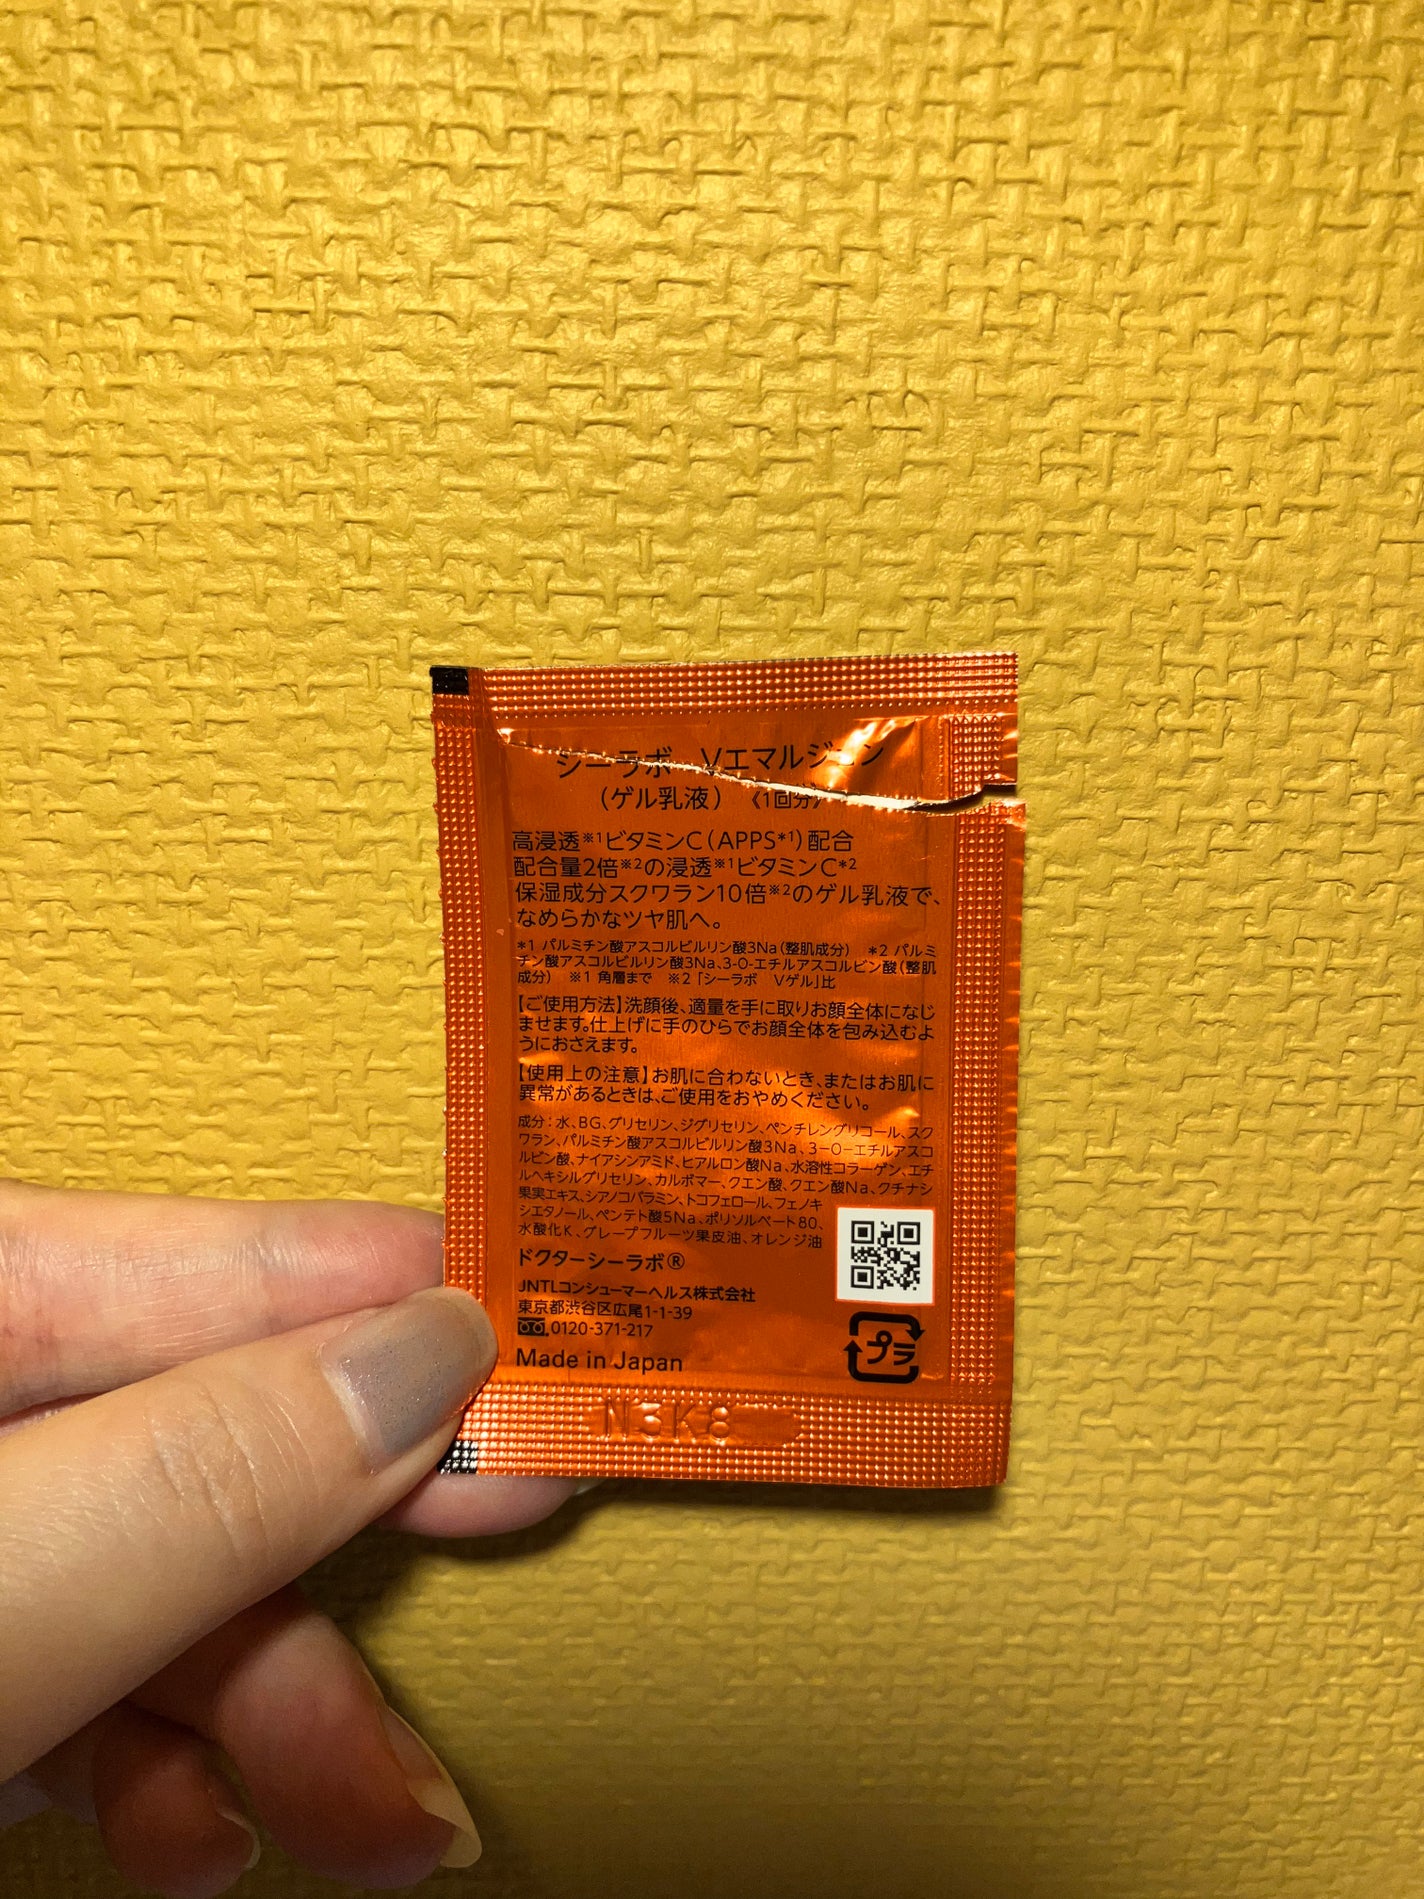 シーラボ Vエマルジョン
（ゲル乳液）《1回分》
高浸透※1ビタミンC（APPS*1）配合
配合量2倍※2の浸透※1ビタミンC*2
保湿成分スクワラン10倍※2のゲル乳液で、
なめらかなツヤ肌へ。
*1 パルミチン酸アスコルビルリン酸3Na（整肌成分） *2 パルミ
チン酸アスコルビルリン酸3Na、3-O-エチルアスコルビン酸（整肌
成分） ※1 角層まで ※2「シーラボ Vゲル」比
【ご使用方法】洗顔後、適量を手に取りお顔全体になじ
ませます。仕上げに手のひらでお顔全体を包み込むよ
うにおさえます。
【使用上の注意】お肌に合わないとき、またはお肌に
異常があるときは、ご使用をおやめください。
成分：水、BG、グリセリン、ジグリセリン、ペンチレングリコール、スク
ワラン、パルミチン酸アスコルビルリン酸3Na、3-O-エチルアスコ
ルビン酸、ナイアシンアミド、ヒアルロン酸Na、水溶性コラーゲン、エチ
ルヘキシルグリセリン、カルボマー、クエン酸、クエン酸Na、クチナシ
果実エキス、シアノコバラミン、トコフェロール、フェノキ
シエタノール、ペンテト酸5Na、ポリソルベート80、
水酸化K、グレープフルーツ果皮油、オレンジ油
ドクターシーラボ®
JNTLコンシューマーヘルス株式会社
東京都渋谷区広尾1-1-39
0120-371-217
Made in Japan
プラ
N3K8